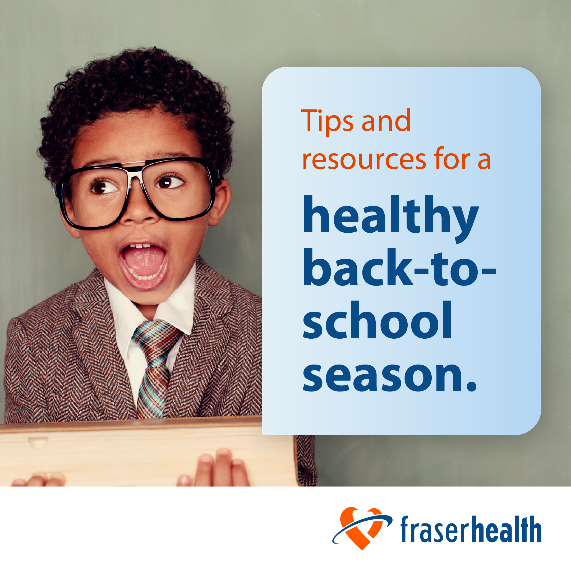 Tips and
resources for a
healthy
back-to-
school
season.
fraserhealth